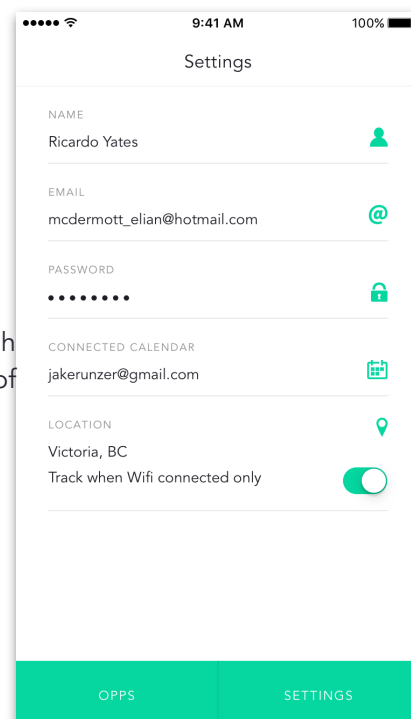 9:41 AM
100%
Settings
NAME
Ricardo Yates
EMAIL
mcdermott_elian@hotmail.com
@
PASSWORD
••••••••
h
CONNECTED CALENDAR
of
jakerunzer@gmail.com
LOCATION
Victoria, BC
Track when Wifi connected only
OPPS
SETTINGS